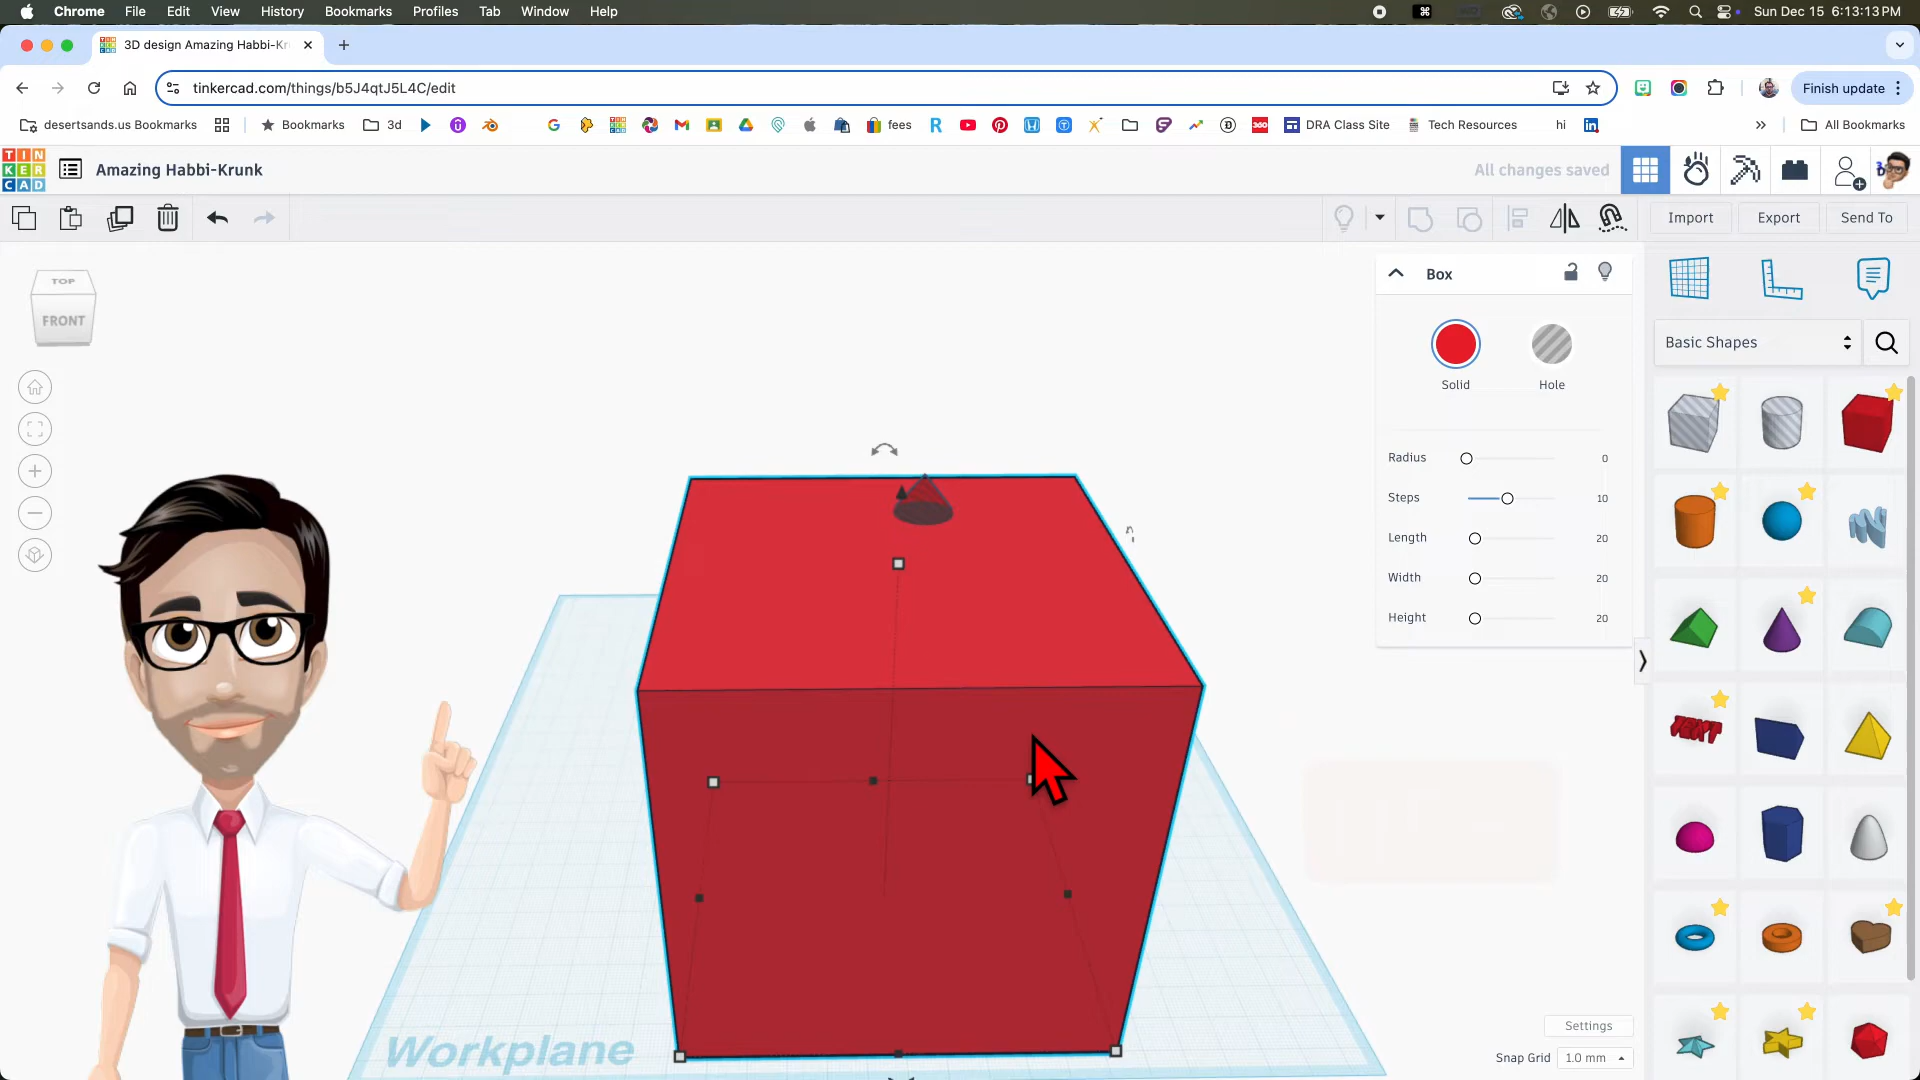 Chrome File Edit View History Bookmarks Profiles Tab Window Help Sun Dec 15 6:13:13 PM
3D design Amazing Habbi-Kr
tinkercad.com/things/b5J4qtJ5L4C/edit Finish update
desertsands.us Bookmarks Bookmarks 3d fees DRA Class Site Tech Resources hi All Bookmarks
TIN
KER
CAD
Amazing Habbi-Krunk All changes saved
Import Export Send To
TOP
FRONT
Box
Solid Hole
Radius 0
Steps 10
Length 20
Width 20
Height 20
Basic Shapes
TEXT
Workplane
Settings
Snap Grid 1.0 mm